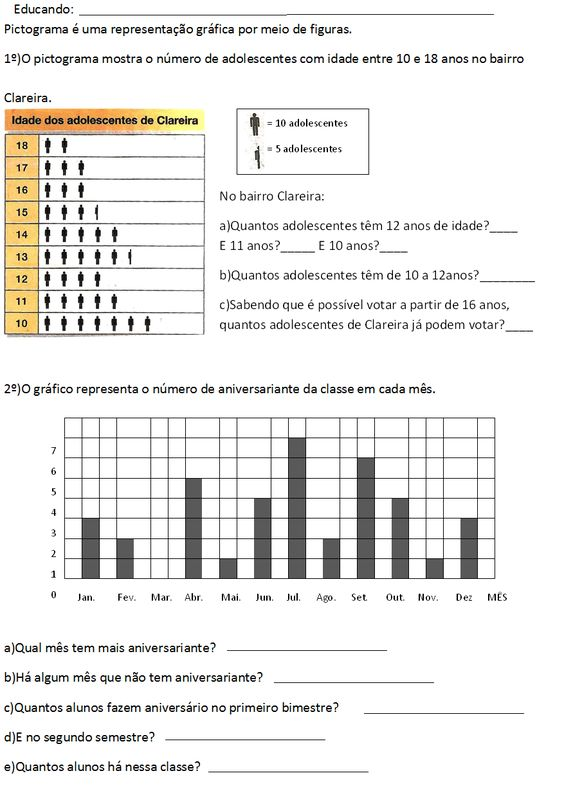 Educando: ___________________________
Pictograma é uma representação gráfica por meio de figuras.
1º)O pictograma mostra o número de adolescentes com idade entre 10 e 18 anos no bairro
Clareira.
Idade dos adolescentes de Clareira
18
17
16
15
14
13
12
11
10
= 10 adolescentes
= 5 adolescentes
No bairro Clareira:
a)Quantos adolescentes têm 12 anos de idade?____
E 11 anos?_____ E 10 anos?____
b)Quantos adolescentes têm de 10 a 12anos?________
c)Sabendo que é possível votar a partir de 16 anos,
quantos adolescentes de Clareira já podem votar?____
2º)O gráfico representa o número de aniversariante da classe em cada mês.
7
6
5
4
3
2
1
0
Jan. Fev. Mar. Abr. Mai. Jun. Jul. Ago. Set. Out. Nov. Dez MÊS
a)Qual mês tem mais aniversariante? ____________________
b)Há algum mês que não tem aniversariante? ____________________
c)Quantos alunos fazem aniversário no primeiro bimestre? ____________________
d)E no segundo semestre? ____________________
e)Quantos alunos há nessa classe? ____________________